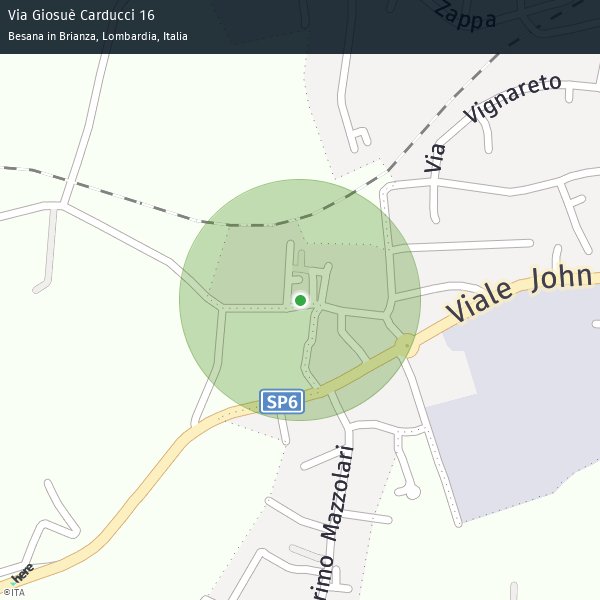 Via Giosuè Carducci 16
Besana in Brianza, Lombardia, Italia
Zappa
Via Vignareto
Viale John
SP6
rimo Mazzolari
here
©ITA